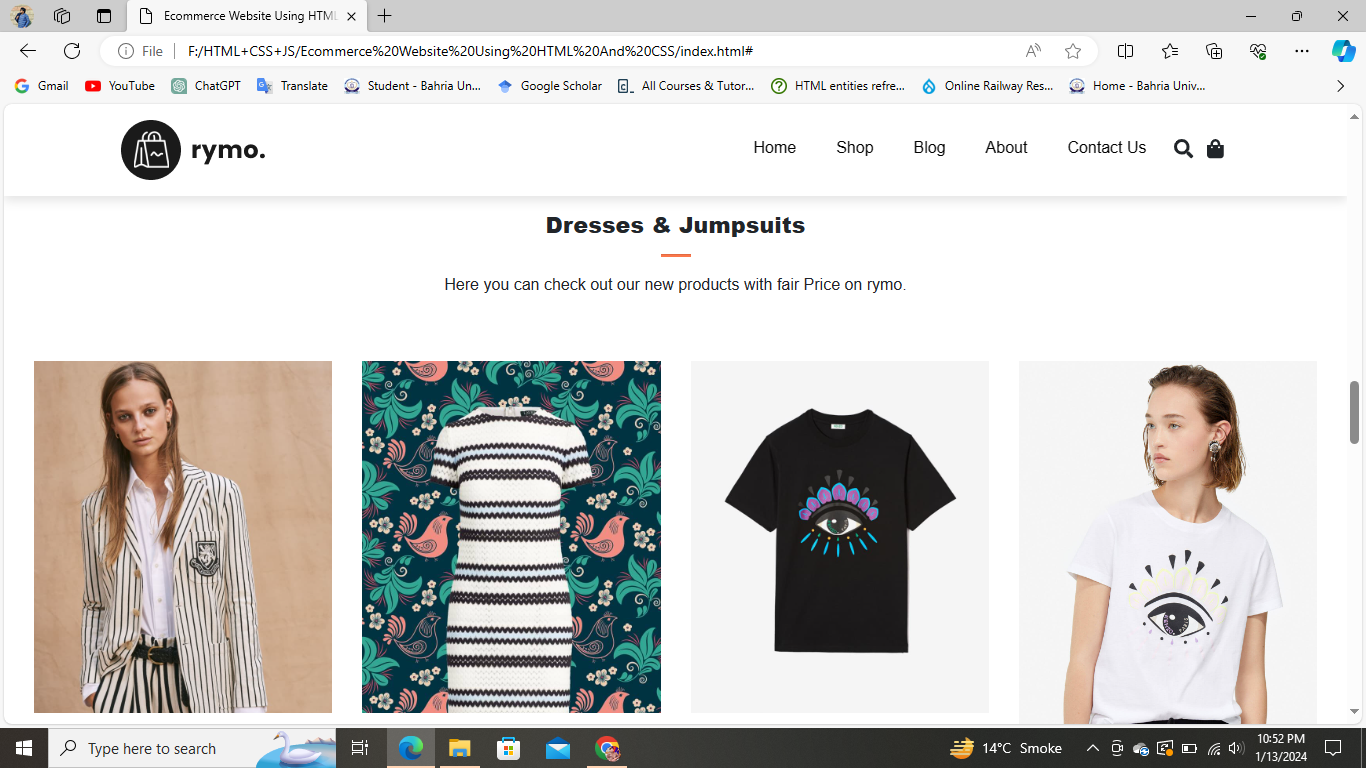 Ecommerce Website Using HTML
File
F:/HTML+CSS+JS/Ecommerce%20Website%20Using%20HTML%20And%20CSS/index.html#
Gmail
YouTube
ChatGPT
Translate
Student - Bahria Un...
Google Scholar
All Courses & Tutor...
HTML entities refre...
Online Railway Res...
Home - Bahria Univ...
rymo.
Home
Shop
Blog
About
Contact Us
Dresses & Jumpsuits
Here you can check out our new products with fair Price on rymo.
Type here to search
14°C Smoke
10:52 PM
1/13/2024